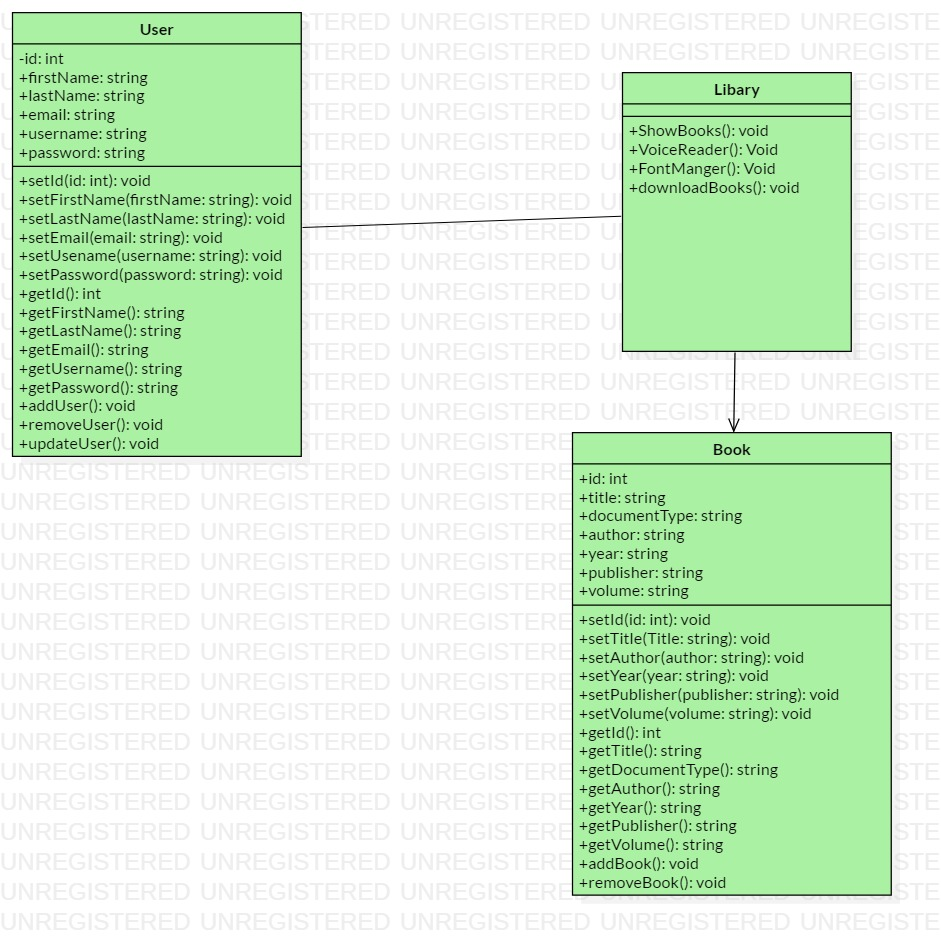 User
-id: int
+firstName: string
+lastName: string
+email: string
+username: string
+password: string
+setId(id: int): void
+setFirstName(firstName: string): void
+setLastName(lastName: string): void
+setEmail(email: string): void
+setUsename(username: string): void
+setPassword(password: string): void
+getId(): int
+getFirstName(): string
+getLastName(): string
+getEmail(): string
+getUsername(): string
+getPassword(): string
+addUser(): void
+removeUser(): void
+updateUser(): void
Libary
+ShowBooks(): void
+VoiceReader(): Void
+FontManger(): Void
+downloadBooks(): void
Book
+id: int
+title: string
+documentType: string
+author: string
+year: string
+publisher: string
+volume: string
+setId(id: int): void
+setTitle(Title: string): void
+setAuthor(author: string): void
+setYear(year: string): void
+setPublisher(publisher: string): void
+setVolume(volume: string): void
+getId(): int
+getTitle(): string
+getDocumentType(): string
+getAuthor(): string
+getYear(): string
+getPublisher(): string
+getVolume(): string
+addBook(): void
+removeBook(): void
UNREGISTERED